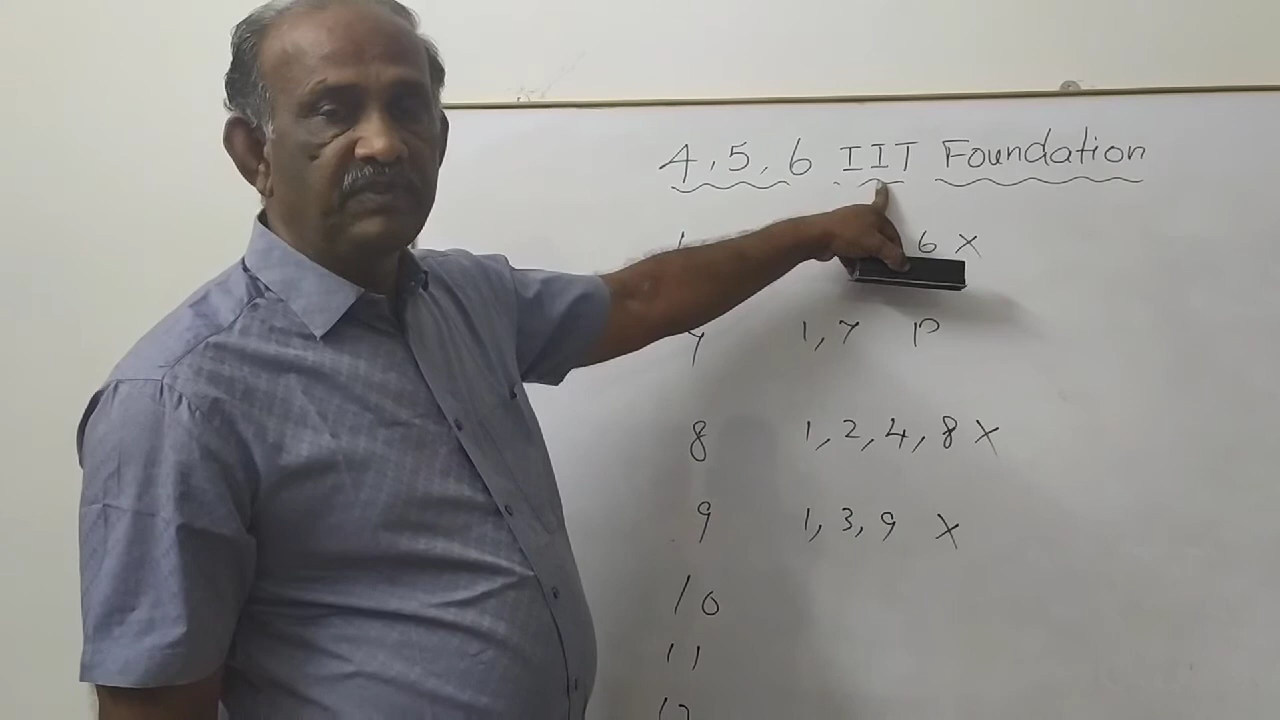 4, 5, 6 IIT Foundation
6 X
7 1, 7 P
8 1, 2, 4, 8 X
9 1, 3, 9 X
10
11
12